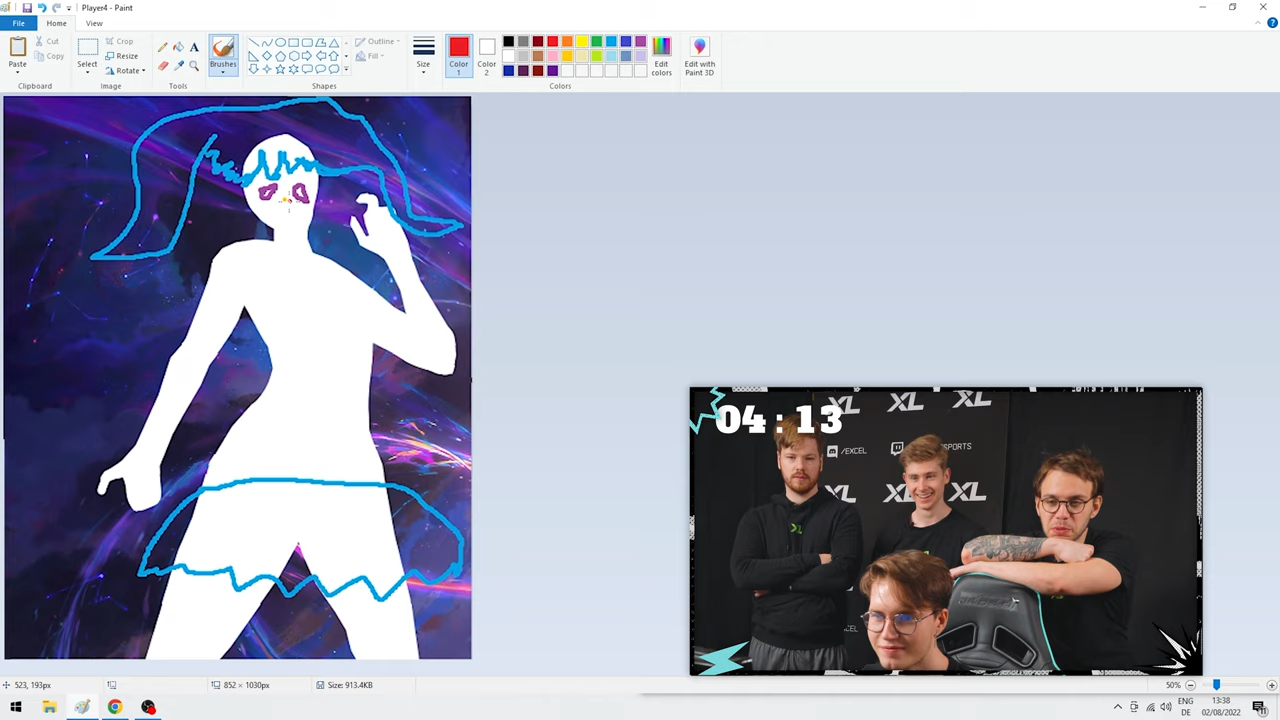 Player4 - Paint
File
Home
View
Paste
Cut
Copy
Clipboard
Select
Crop
Resize
Rotate
Image
A
Tools
Brushes
Outline
Fill
Shapes
Size
Color 1
Color 2
Edit colors
Edit with Paint 3D
Colors
04:13
XL XL XL
/EXCEL
ESPORTS
XL XL XL
XL
523, 193px
852 × 1030px
Size: 913.4KB
50%
ENG
DE
13:38
02/08/2022